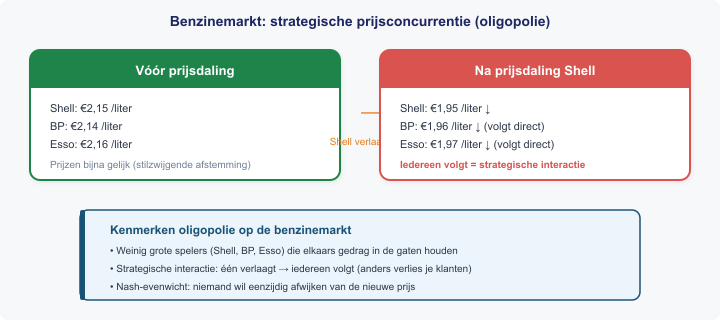 Benzinemarkt: strategische prijsconcurrentie (oligopolie)
Vóór prijsdaling
Shell: €2,15 /liter
BP: €2,14 /liter
Esso: €2,16 /liter
Prijzen bijna gelijk (stilzwijgende afstemming)
Shell verlaa
Na prijsdaling Shell
Shell: €1,95 /liter ↓
BP: €1,96 /liter ↓ (volgt direct)
Esso: €1,97 /liter ↓ (volgt direct)
Iedereen volgt = strategische interactie
Kenmerken oligopolie op de benzinemarkt
• Weinig grote spelers (Shell, BP, Esso) die elkaars gedrag in de gaten houden
• Strategische interactie: één verlaagt → iedereen volgt (anders verlies je klanten)
• Nash-evenwicht: niemand wil eenzijdig afwijken van de nieuwe prijs